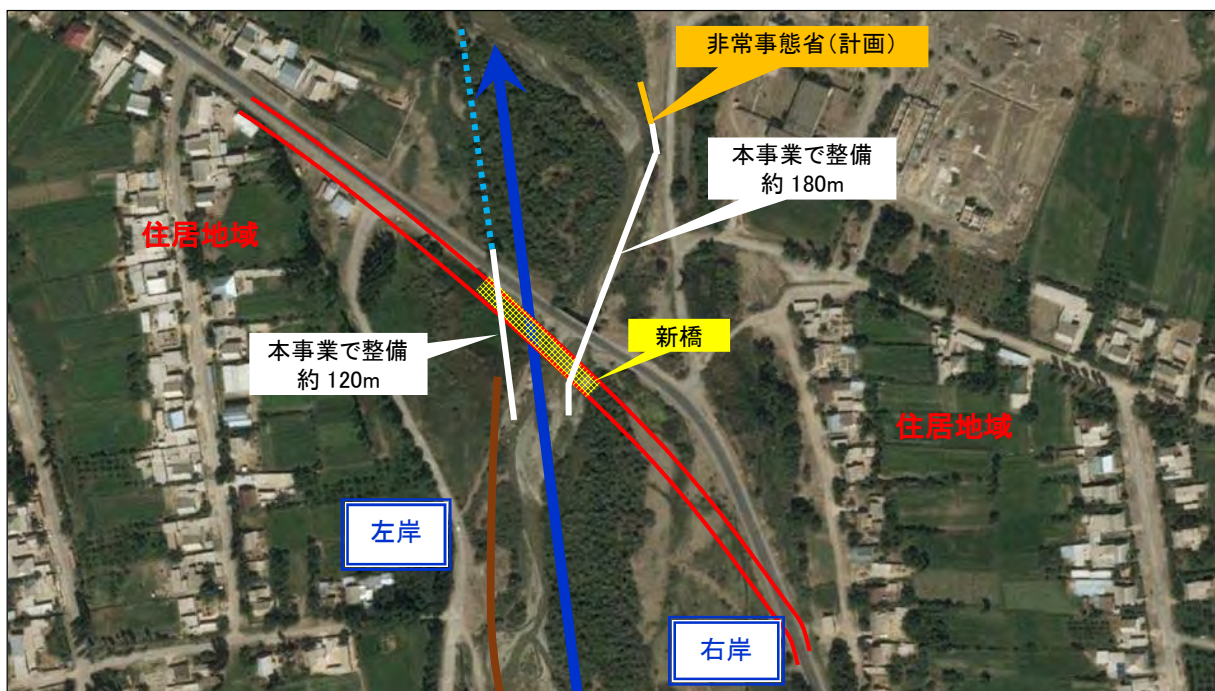 非常事態省（計画）
本事業で整備
約 180m
住居地域
新橋
本事業で整備
約 120m
住居地域
左岸
右岸